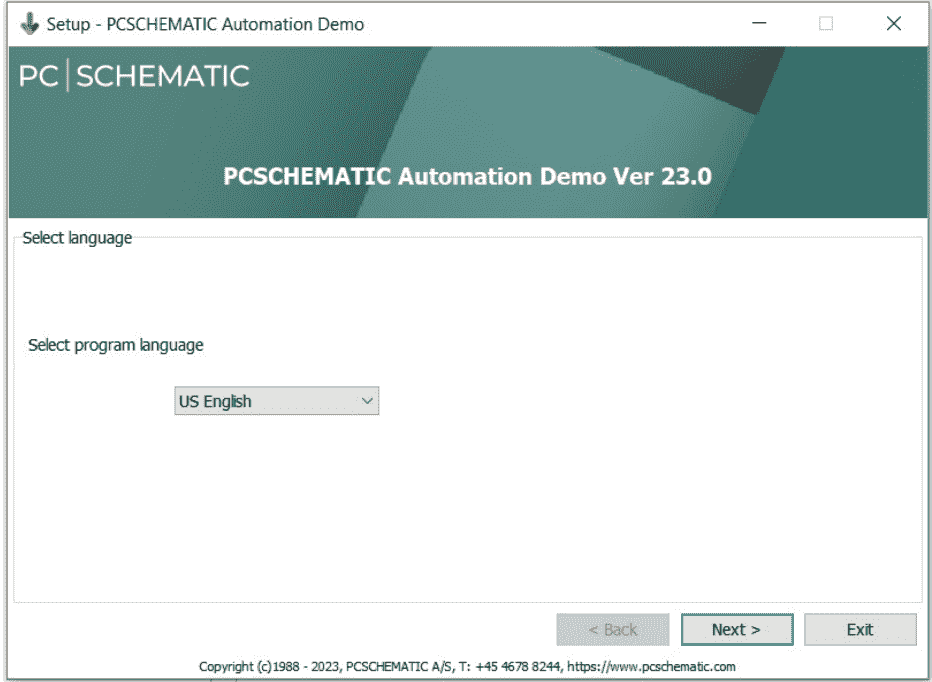 Setup - PCSCHEMATIC Automation Demo
PC|SCHEMATIC
PCSCHEMATIC Automation Demo Ver 23.0
Select language
Select program language
US English
< Back
Next >
Exit
Copyright (c)1988 - 2023, PCSCHEMATIC A/S, T: +45 4678 8244, https://www.pcschematic.com